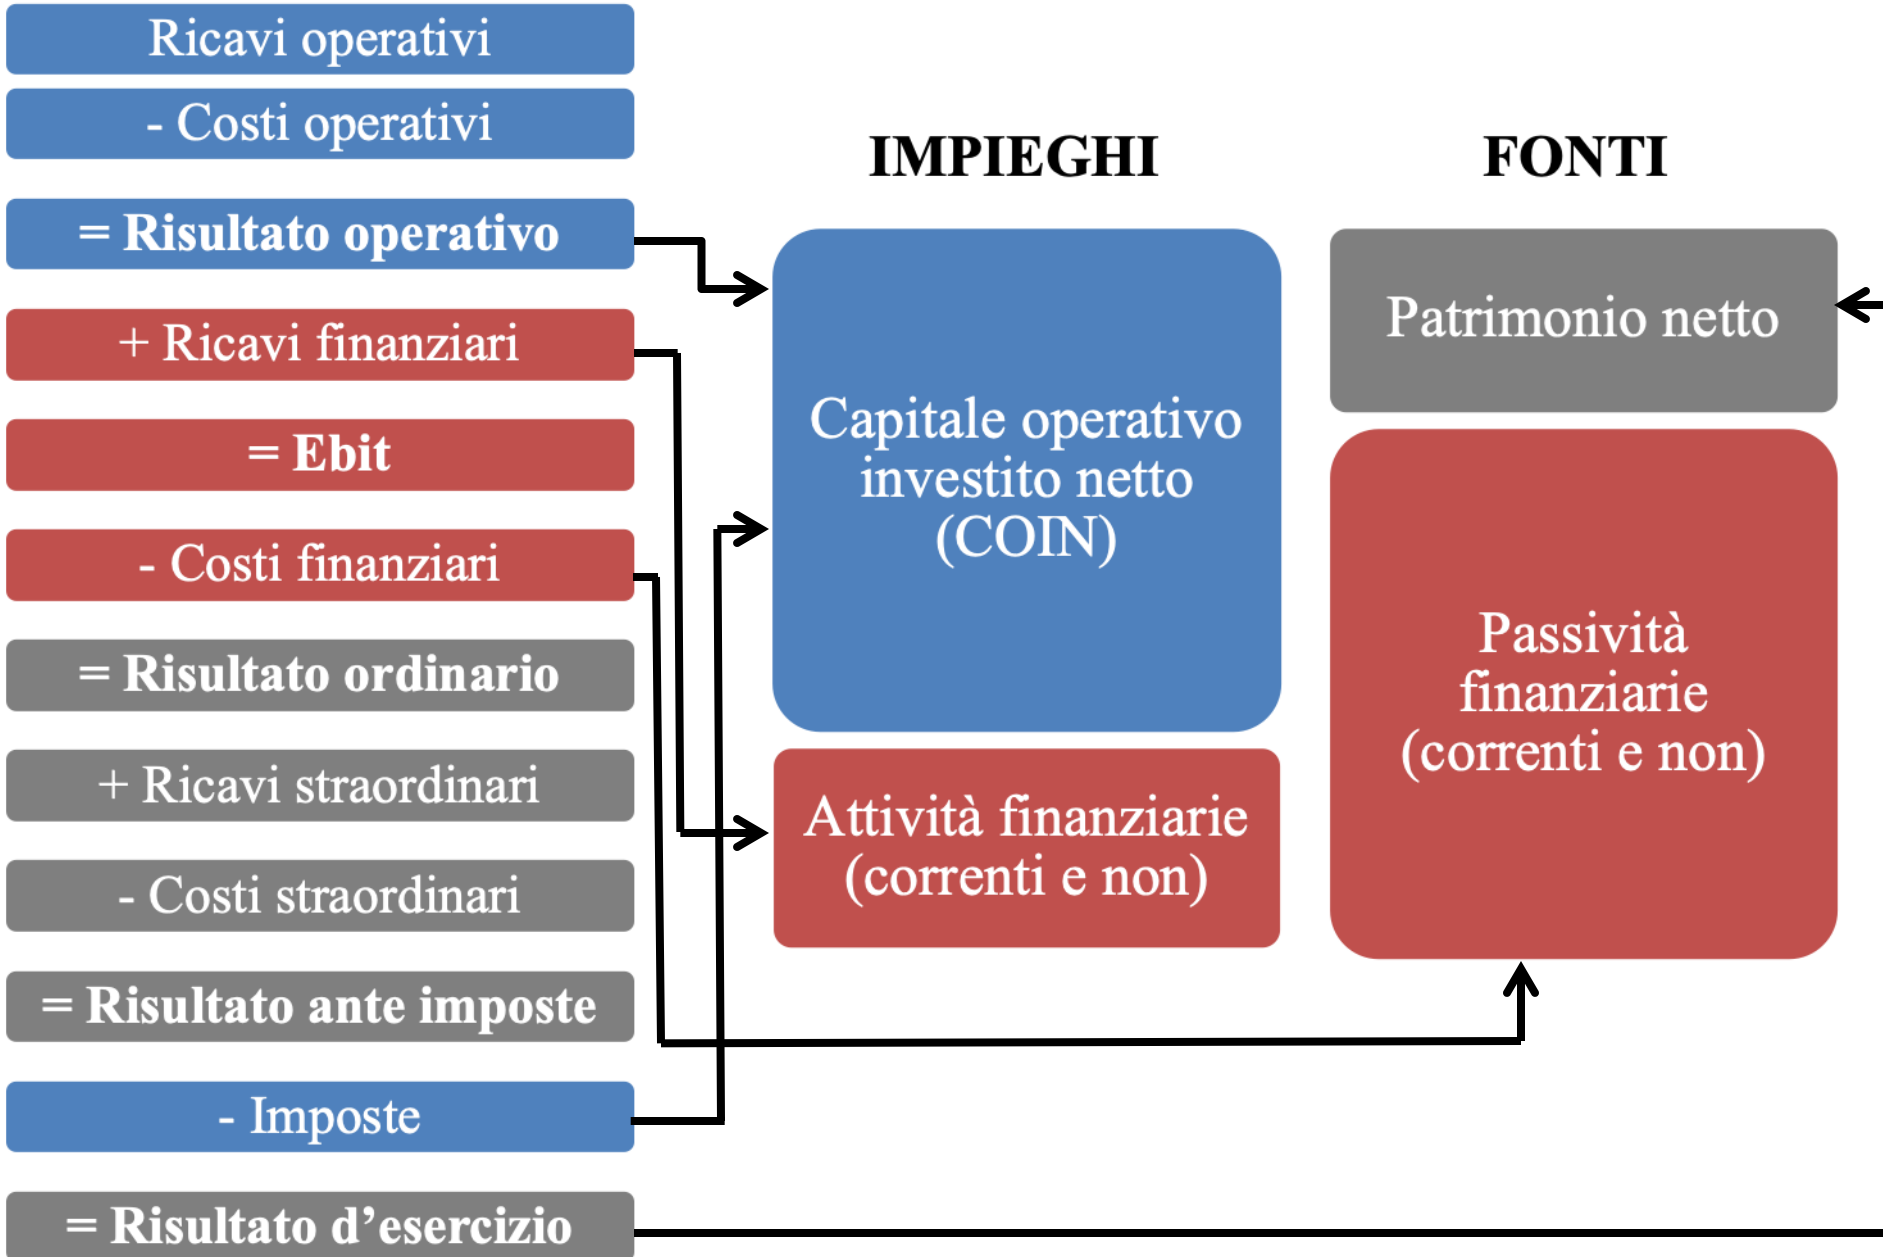 Ricavi operativi
- Costi operativi
= Risultato operativo
+ Ricavi finanziari
= Ebit
- Costi finanziari
= Risultato ordinario
+ Ricavi straordinari
- Costi straordinari
= Risultato ante imposte
- Imposte
= Risultato d’esercizio
IMPIEGHI
Capitale operativo
investito netto
(COIN)
Attività finanziarie
(correnti e non)
FONTI
Patrimonio netto
Passività
finanziarie
(correnti e non)